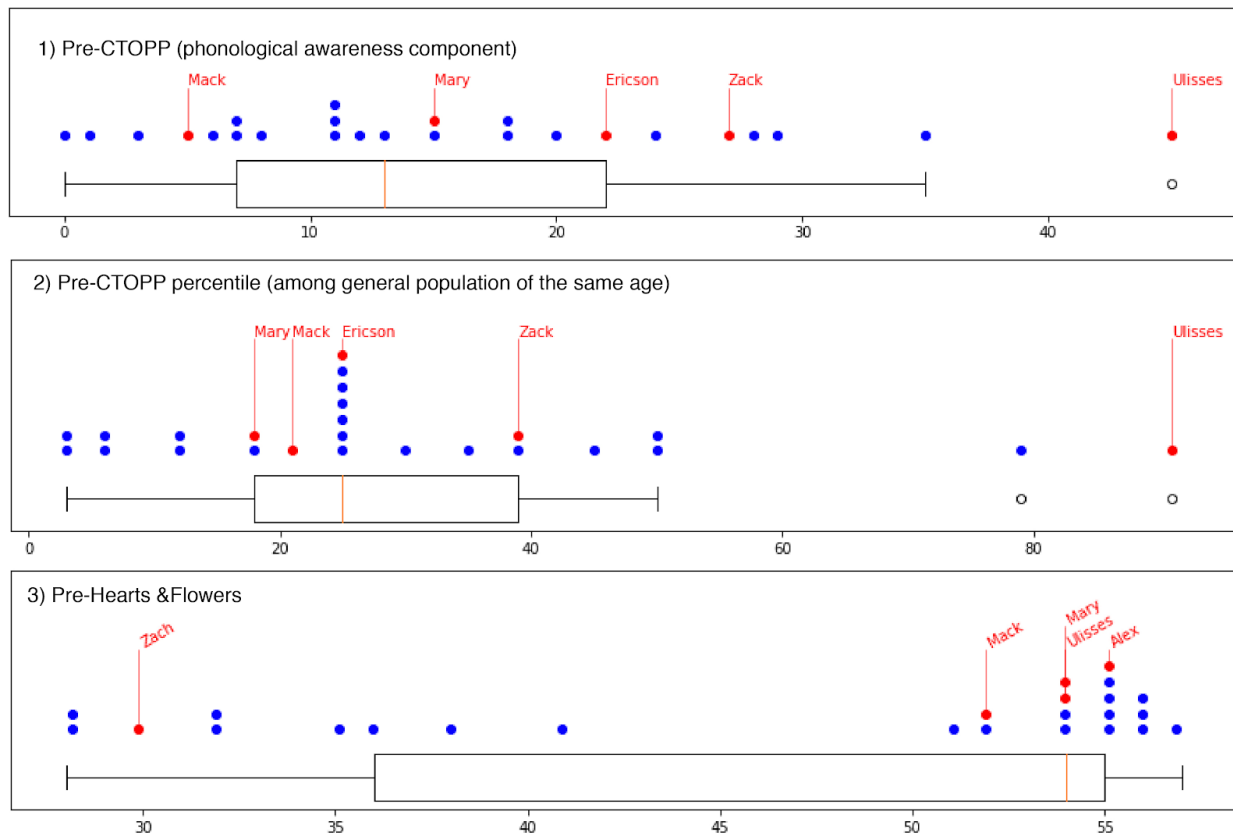 1) Pre-CTOPP (phonological awareness component)
Mack Mary Ericson Zack Ulisses
0 10 20 30 40
2) Pre-CTOPP percentile (among general population of the same age)
Mary Mack Ericson Zack Ulisses
0 20 40 60 80
3) Pre-Hearts &Flowers
Zach Mack Mary Ulisses Alex
30 35 40 45 50 55